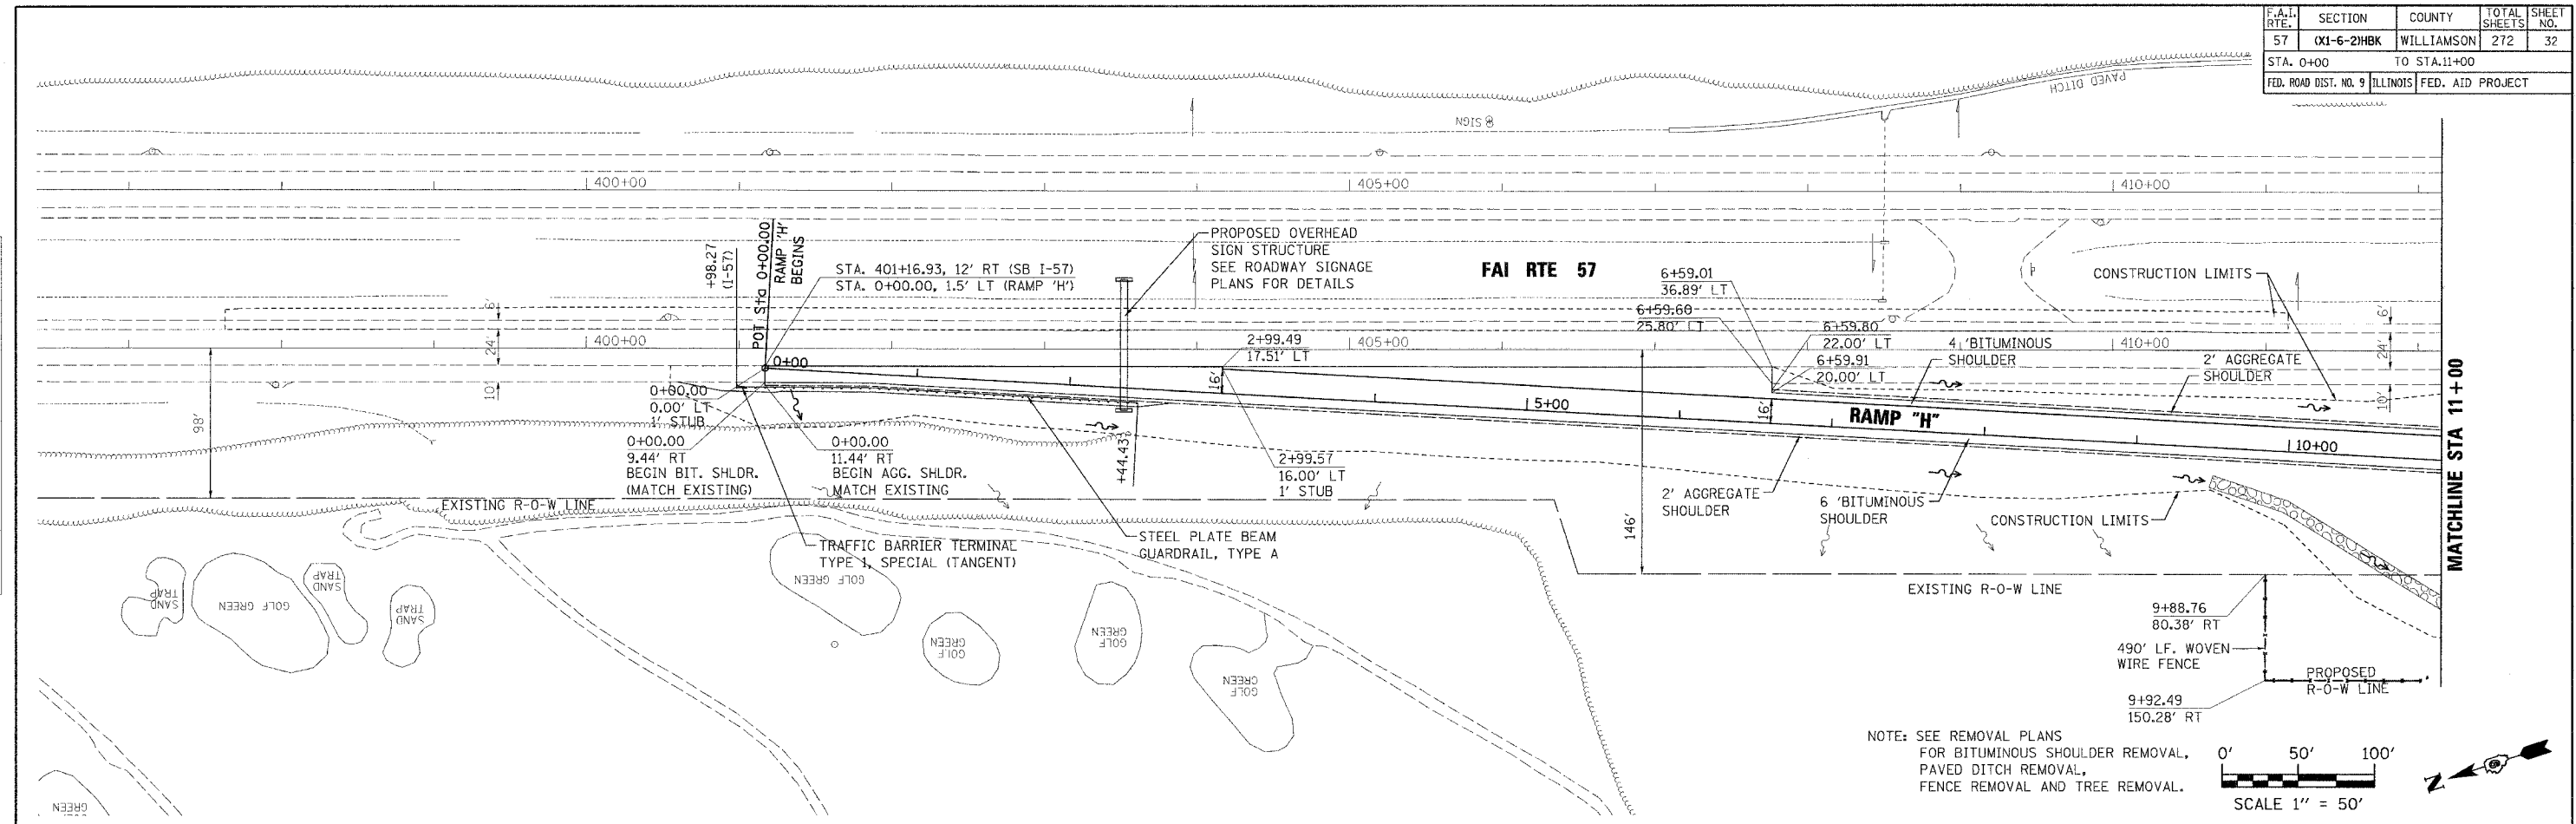 F.A.I. RTE. SECTION COUNTY TOTAL SHEETS SHEET NO.
57 (X1-6-2)HBK WILLIAMSON 272 32
STA. 0+00 TO STA.11+00
FED. ROAD DIST. NO. 9 ILLINOIS FED. AID PROJECT
PAVED DITCH
SIGN
400+00
405+00
410+00
+98.27
(I-57)
POT Sta 0+00.00
RAMP 'H'
BEGINS
STA. 401+16.93, 12' RT (SB I-57)
STA. 0+00.00, 1.5' LT (RAMP 'H')
PROPOSED OVERHEAD
SIGN STRUCTURE
SEE ROADWAY SIGNAGE
PLANS FOR DETAILS
FAI RTE 57
6+59.01
36.89' LT
6+59.60
25.80' LT
6+59.80
22.00' LT
6+59.91
20.00' LT
4 'BITUMINOUS
SHOULDER
2' AGGREGATE
SHOULDER
CONSTRUCTION LIMITS
6'
24'
10'
6'
24'
10'
400+00
405+00
410+00
0+00
2+99.49
17.51' LT
16'
16'
5+00
RAMP "H"
10+00
MATCHLINE STA 11+00
98'
0+00.00
0.00' LT
1' STUB
0+00.00
9.44' RT
BEGIN BIT. SHLDR.
(MATCH EXISTING)
0+00.00
11.44' RT
BEGIN AGG. SHLDR.
MATCH EXISTING
+44.43
2+99.57
16.00' LT
1' STUB
146'
2' AGGREGATE
SHOULDER
6 'BITUMINOUS
SHOULDER
CONSTRUCTION LIMITS
EXISTING R-O-W LINE
TRAFFIC BARRIER TERMINAL
TYPE 1, SPECIAL (TANGENT)
STEEL PLATE BEAM
GUARDRAIL, TYPE A
EXISTING R-O-W LINE
SAND
TRAP
GOLF GREEN
SAND
TRAP
SAND
TRAP
GOLF GREEN
GOLF
GREEN
GOLF
GREEN
GOLF
GREEN
GREEN
9+88.76
80.38' RT
490' LF. WOVEN
WIRE FENCE
PROPOSED
R-O-W LINE
9+92.49
150.28' RT
NOTE: SEE REMOVAL PLANS
FOR BITUMINOUS SHOULDER REMOVAL,
PAVED DITCH REMOVAL,
FENCE REMOVAL AND TREE REMOVAL.
0' 50' 100'
SCALE 1" = 50'
N